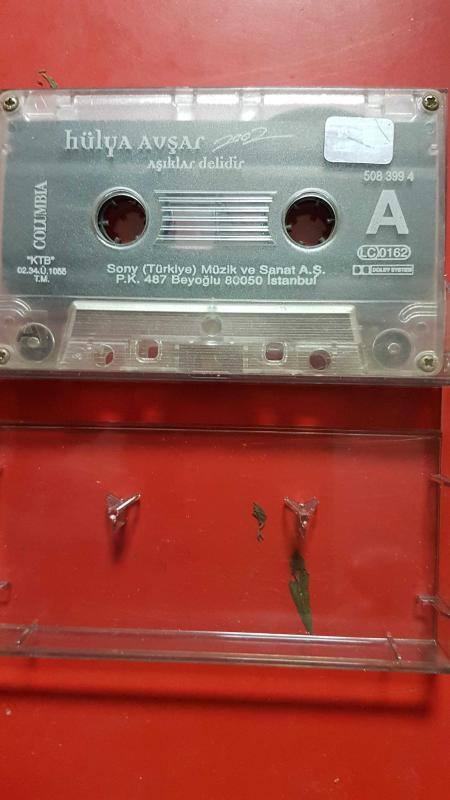 hülya avşar 2002
aşıklar delidir
508 399 4
COLUMBIA
A
"KTB"
02.34.Ü.1055
T.M.
LC 0162
DOLBY SYSTEM
Sony (Türkiye) Müzik ve Sanat A.Ş.
P.K. 487 Beyoğlu 80050 İstanbul